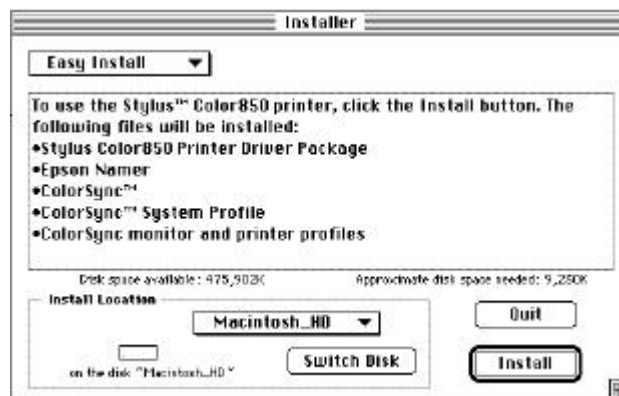 Installer
Easy Install
To use the Stylus™ Color850 printer, click the Install button. The
following files will be installed:
•Stylus Color850 Printer Driver Package
•Epson Namer
•ColorSync™
•ColorSync™ System Profile
•ColorSync monitor and printer profiles
Disk space available: 475,902K Approximate disk space needed: 9,280K
Install Location
Macintosh_HD
Quit
on the disk "Macintosh_HD"
Switch Disk
Install